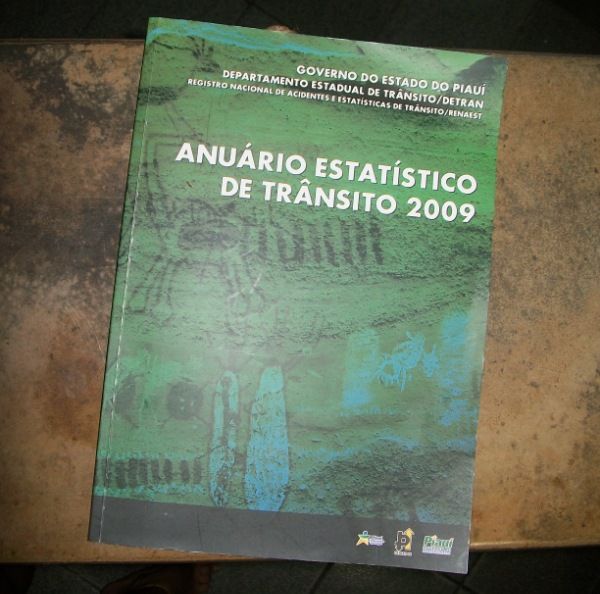 GOVERNO DO ESTADO DO PIAUÍ
DEPARTAMENTO ESTADUAL DE TRÂNSITO/DETRAN
REGISTRO NACIONAL DE ACIDENTES E ESTATÍSTICAS DE TRÂNSITO/RENAEST
ANUÁRIO ESTATÍSTICO
DE TRÂNSITO 2009
Piauí